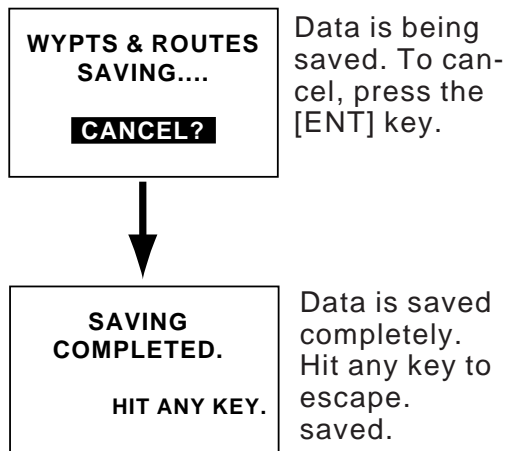 WYPTS & ROUTES
SAVING....
CANCEL?
Data is being
saved. To can-
cel, press the
[ENT] key.
SAVING
COMPLETED.
HIT ANY KEY.
Data is saved
completely.
Hit any key to
escape.
saved.